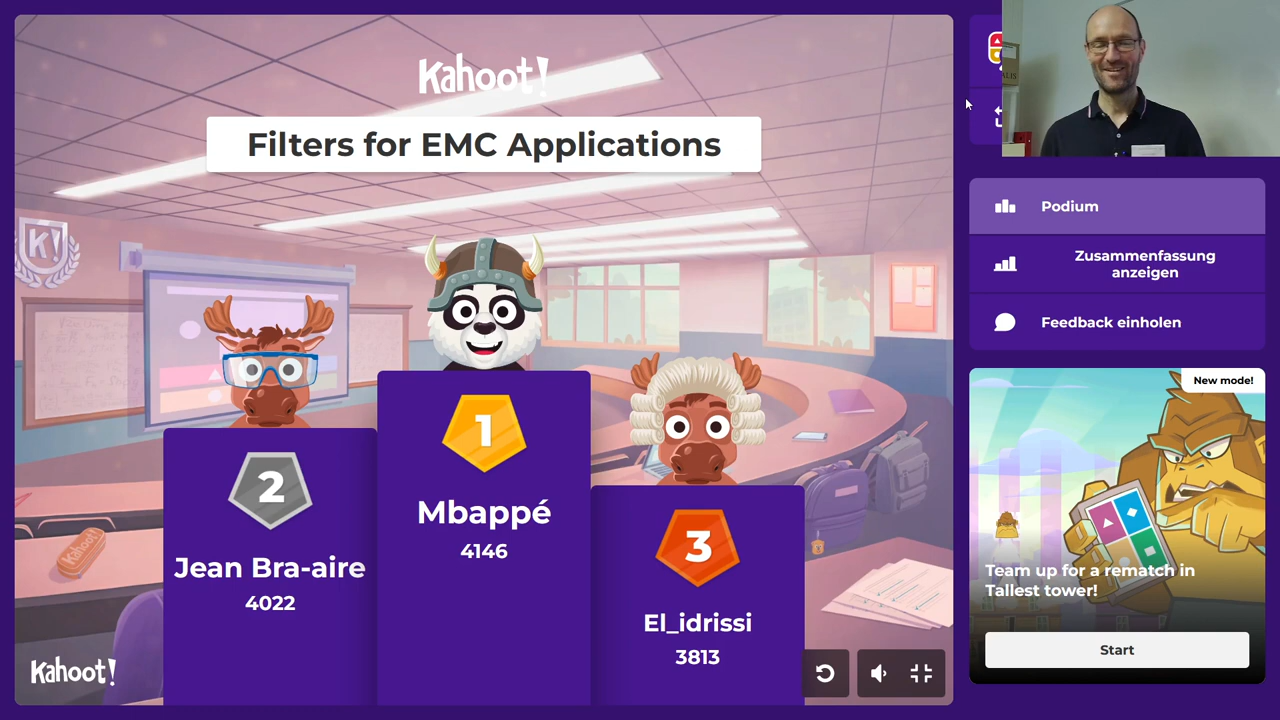 Kahoot!
Filters for EMC Applications
K!
1
Mbappé
4146
2
Jean Bra-aire
4022
3
El_idrissi
3813
Kahoot!
Kahoot!
Podium
Zusammenfassung
anzeigen
Feedback einholen
New mode!
Team up for a rematch in
Tallest tower!
Start